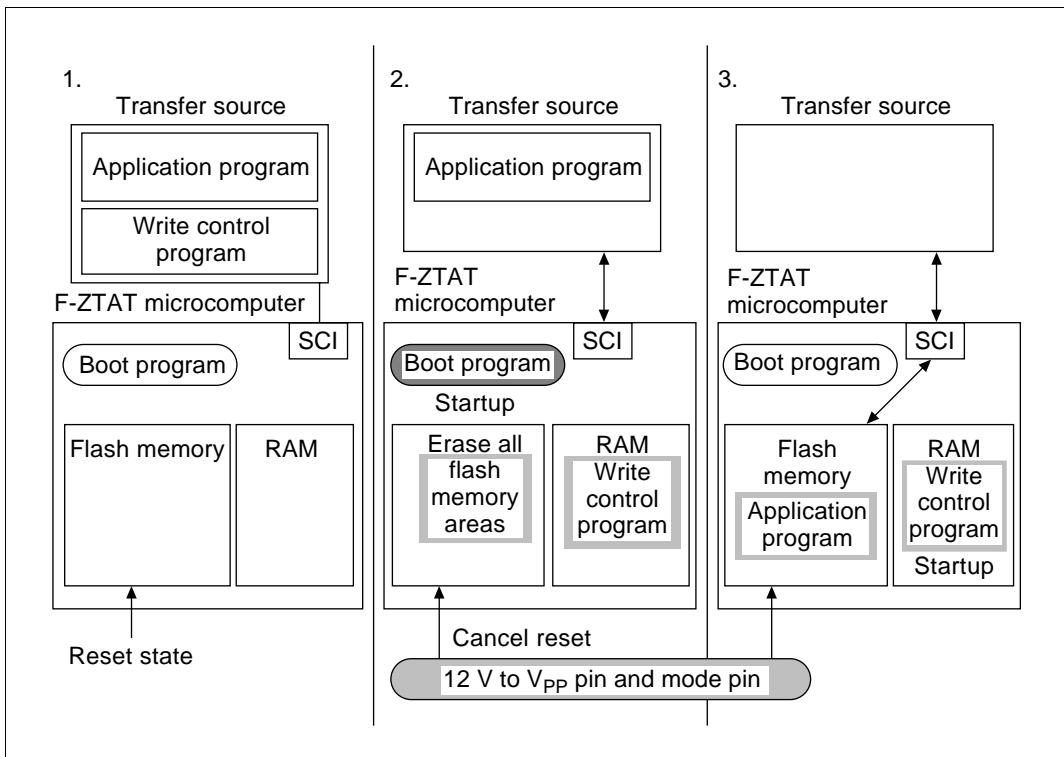 1.
Transfer source
Application program
Write control
program
F-ZTAT microcomputer
SCI
Boot program
Flash memory
RAM
Reset state
2.
Transfer source
Application program
F-ZTAT
microcomputer
SCI
Boot program
Startup
Erase all
flash
memory
areas
RAM
Write
control
program
Cancel reset
12 V to VPP pin and mode pin
3.
Transfer source
F-ZTAT
microcomputer
SCI
Boot program
Flash
memory
Application
program
RAM
Write
control
program
Startup